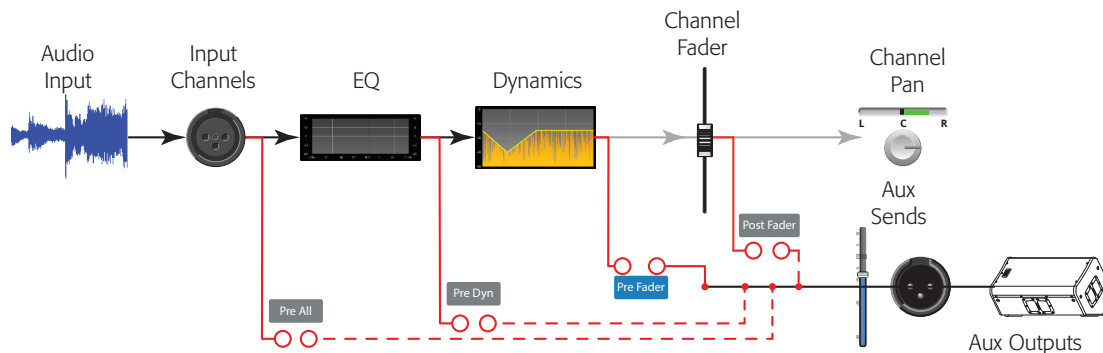 Audio
Input
Input
Channels
EQ
Dynamics
Channel
Fader
Channel
Pan
L
C
R
Aux
Sends
Post Fader
Pre Fader
Pre Dyn
Pre All
Aux Outputs